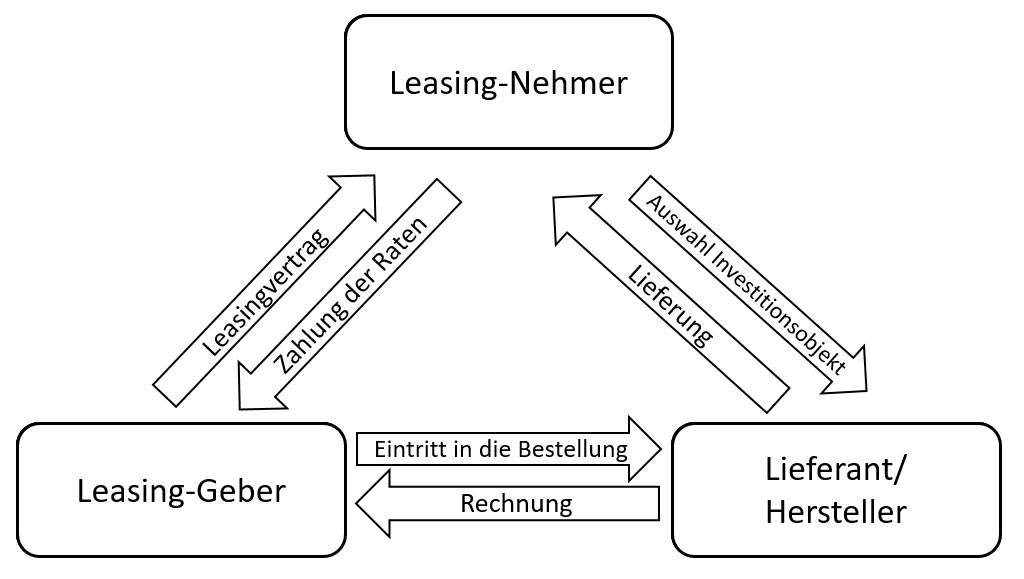 Leasing-Nehmer
Leasingvertrag
Zahlung der Raten
Lieferung
Auswahl Investitionsobjekt
Leasing-Geber
Eintritt in die Bestellung
Rechnung
Lieferant/
Hersteller